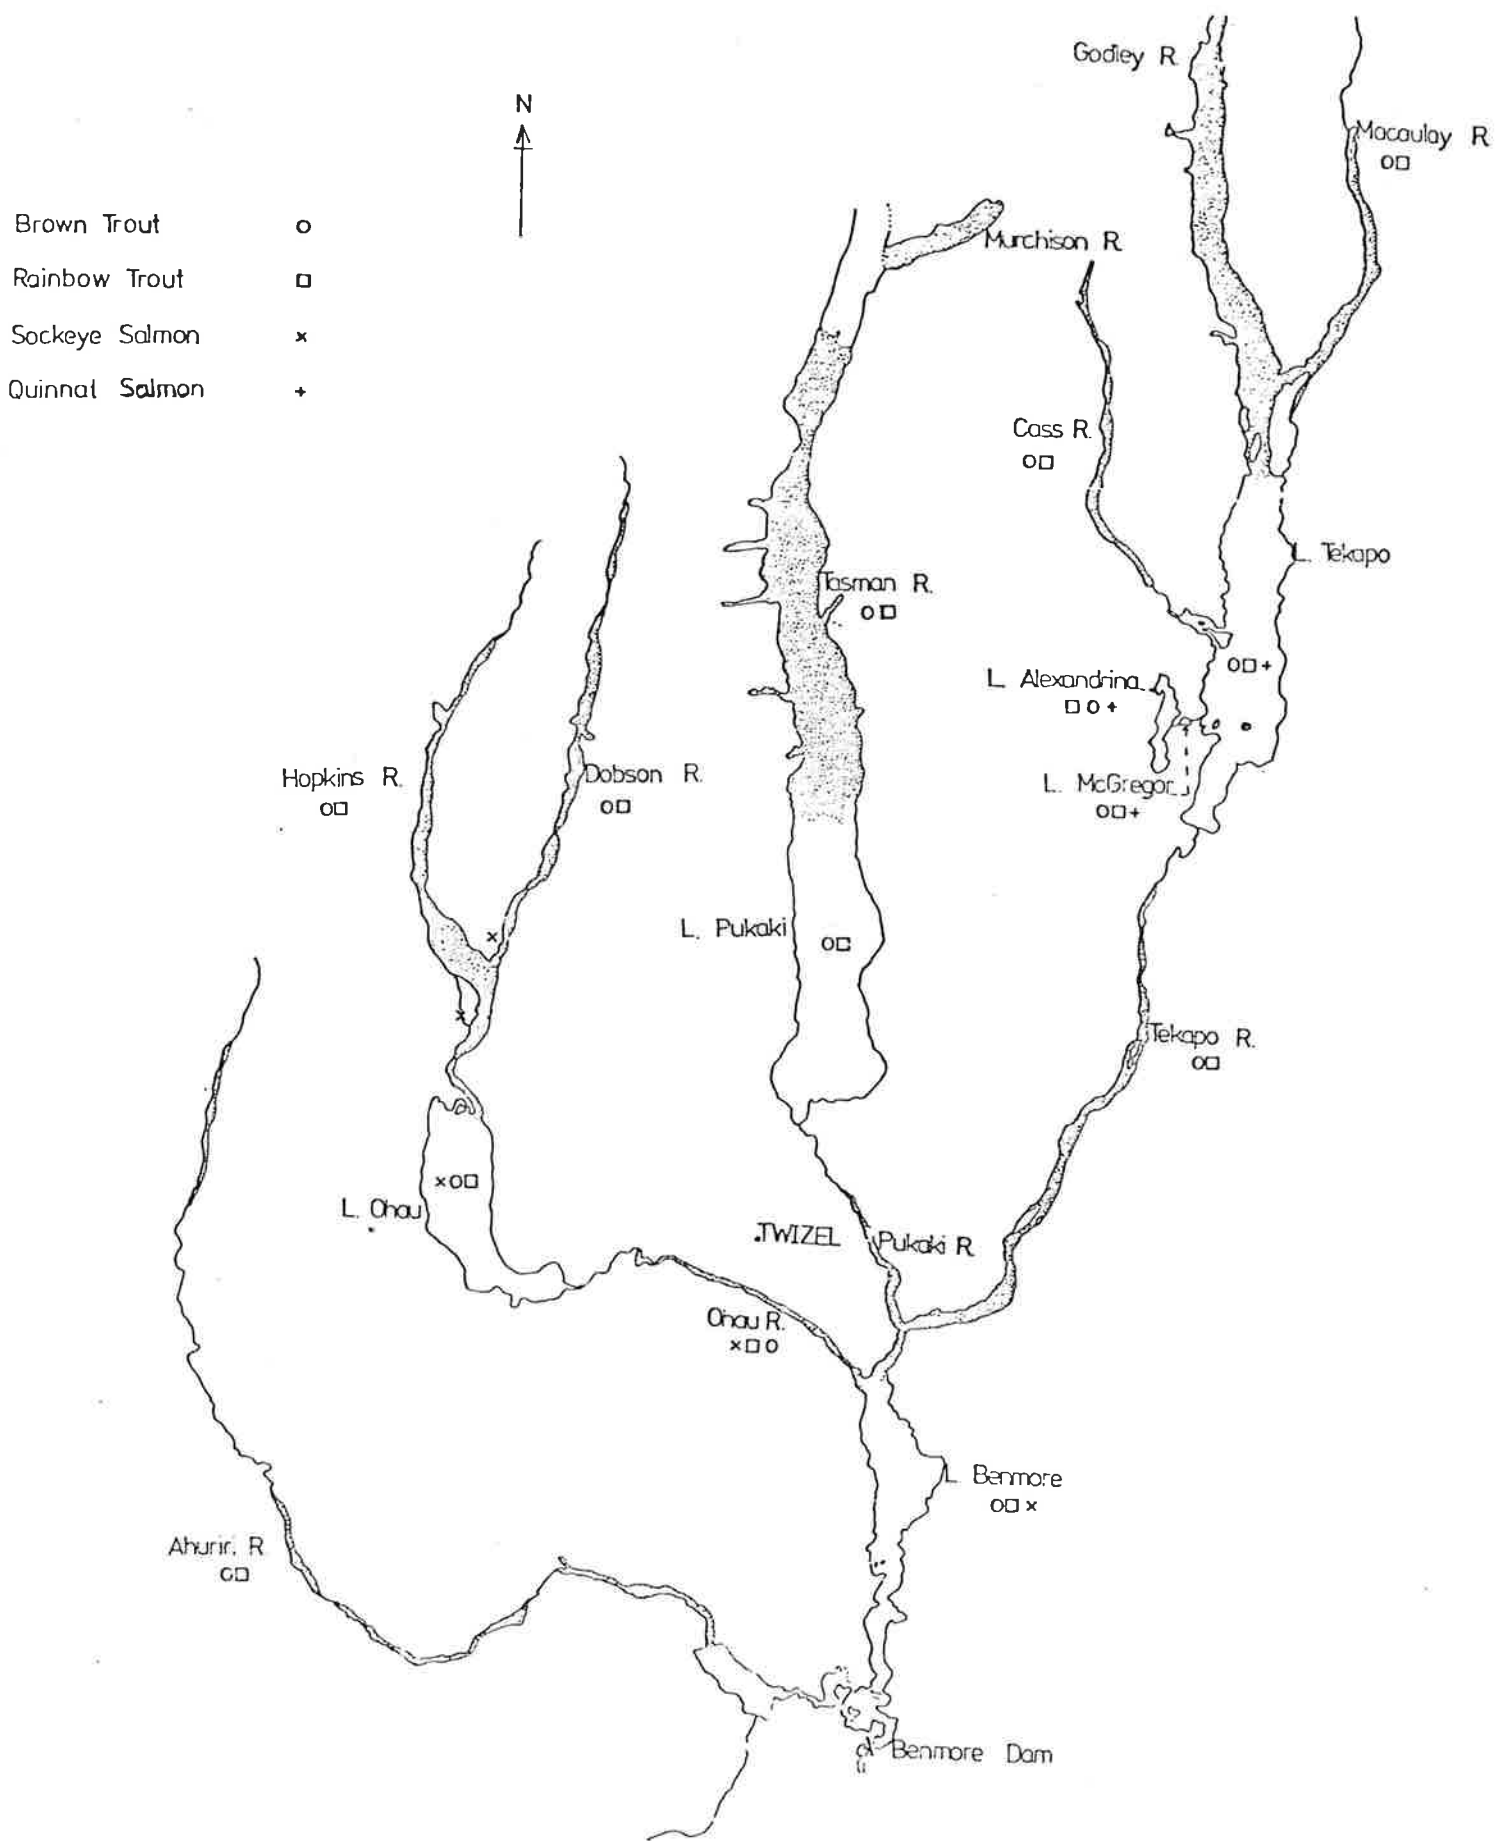 Godley R
N
Macaulay R
Brown Trout
Murchison R
Rainbow Trout
Sockeye Salmon
Quinnat Salmon
Cass R.
L. Tekapo
Tasman R.
L Alexandrina
Hopkins R.
Dobson R.
L. McGregor
L. Pukaki
Tekapo R.
L. Ohau
.TWIZEL
Pukaki R
Ohau R.
L Benmore
Ahuriri R
Benmore Dam